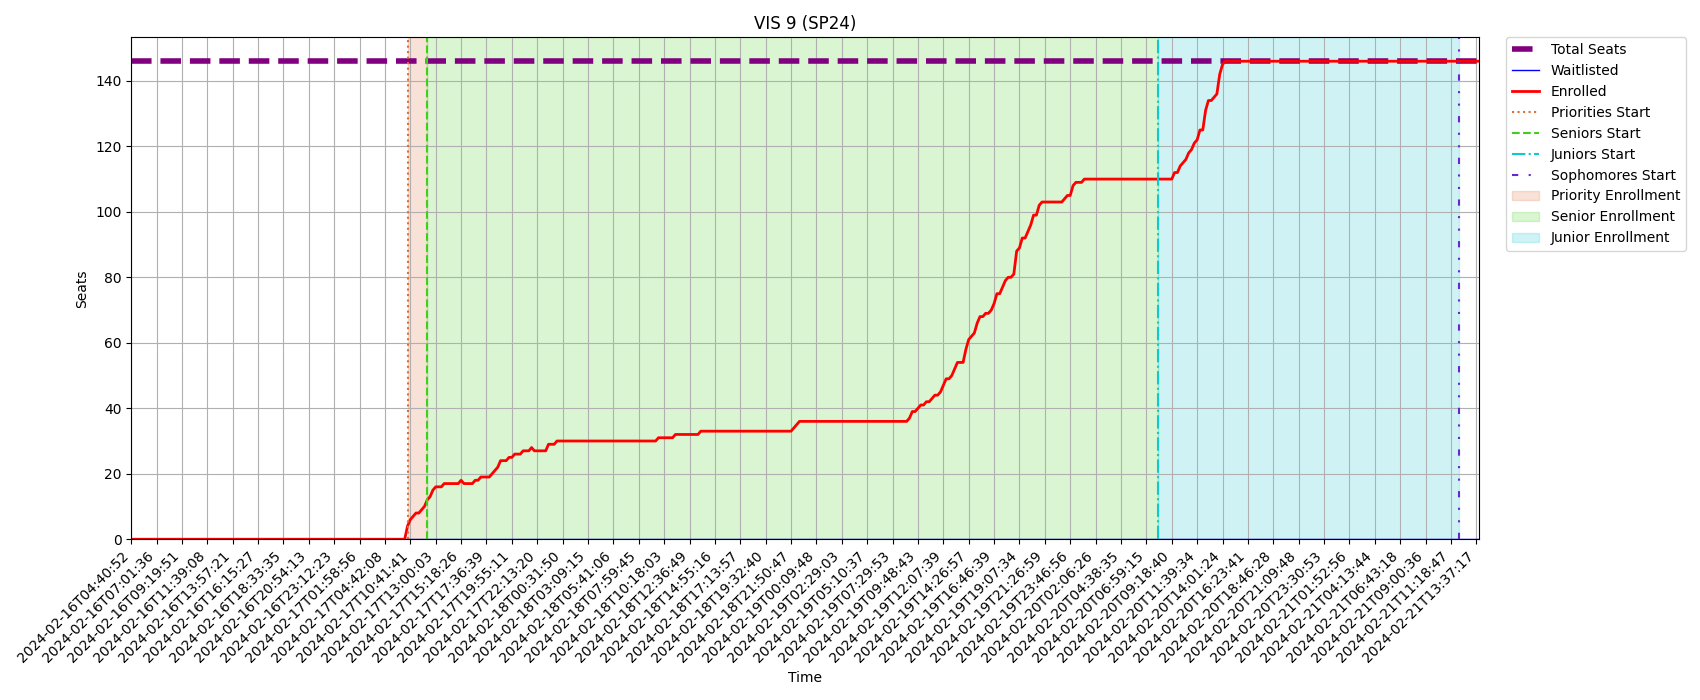 VIS 9 (SP24)
Total Seats
Waitlisted
Enrolled
Priorities Start
Seniors Start
Juniors Start
Sophomores Start
Priority Enrollment
Senior Enrollment
Junior Enrollment
Seats
140
120
100
80
60
40
20
0
2024-02-16T04:40:52
2024-02-16T07:01:36
2024-02-16T09:19:51
2024-02-16T11:39:08
2024-02-16T13:57:21
2024-02-16T16:15:27
2024-02-16T18:33:35
2024-02-16T20:54:13
2024-02-16T23:12:23
2024-02-17T01:58:56
2024-02-17T04:42:08
2024-02-17T10:41:41
2024-02-17T13:00:03
2024-02-17T15:18:26
2024-02-17T17:36:39
2024-02-17T19:55:11
2024-02-17T22:13:20
2024-02-18T00:31:50
2024-02-18T03:09:15
2024-02-18T05:41:06
2024-02-18T07:59:45
2024-02-18T10:18:03
2024-02-18T12:36:49
2024-02-18T14:55:16
2024-02-18T17:13:57
2024-02-18T19:32:40
2024-02-18T21:50:47
2024-02-19T00:09:48
2024-02-19T02:29:03
2024-02-19T05:10:37
2024-02-19T07:29:53
2024-02-19T09:48:43
2024-02-19T12:07:39
2024-02-19T14:26:57
2024-02-19T16:46:39
2024-02-19T19:07:34
2024-02-19T21:26:59
2024-02-19T23:46:56
2024-02-20T02:06:26
2024-02-20T04:38:35
2024-02-20T06:59:15
2024-02-20T09:18:40
2024-02-20T11:39:34
2024-02-20T14:01:24
2024-02-20T16:23:41
2024-02-20T18:46:28
2024-02-20T21:09:48
2024-02-20T23:30:53
2024-02-21T01:52:56
2024-02-21T04:13:44
2024-02-21T06:43:18
2024-02-21T09:00:36
2024-02-21T11:18:47
2024-02-21T13:37:17
Time